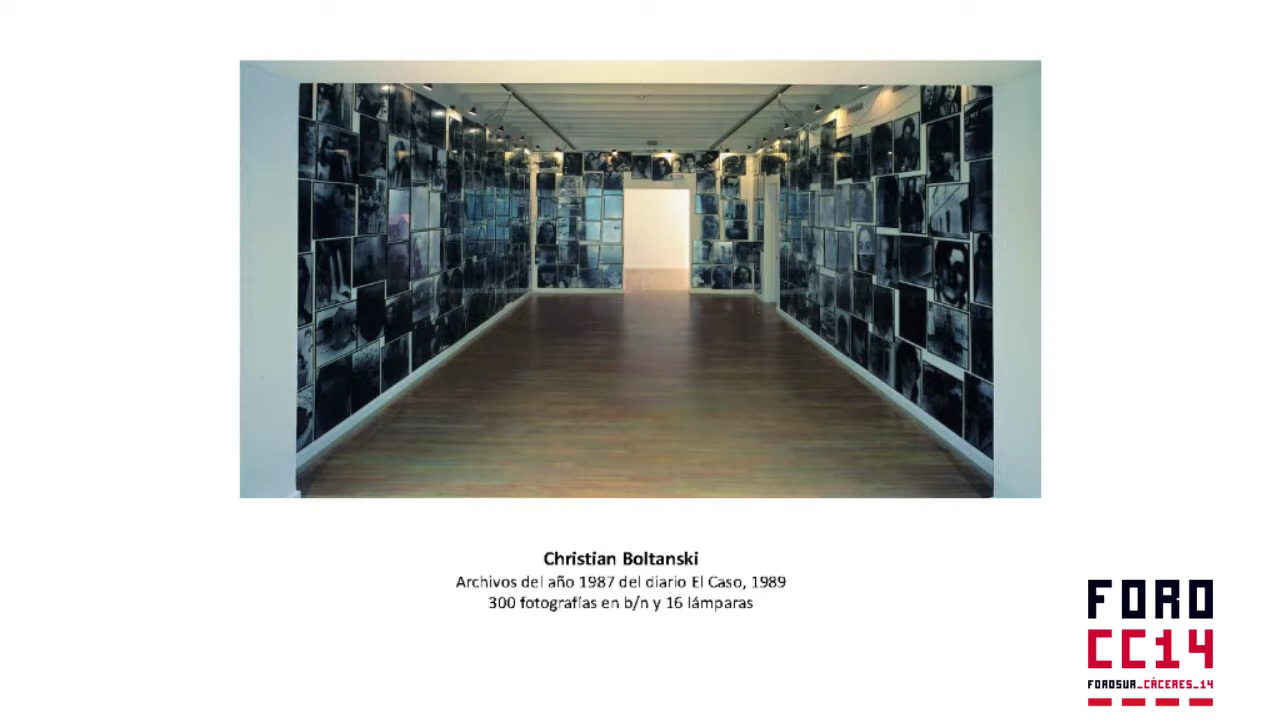 Christian Boltanski
Archivos del año 1987 del diario El Caso, 1989
300 fotografías en b/n y 16 lámparas
FORO
CC14
FOROSUR_CÁCERES_14